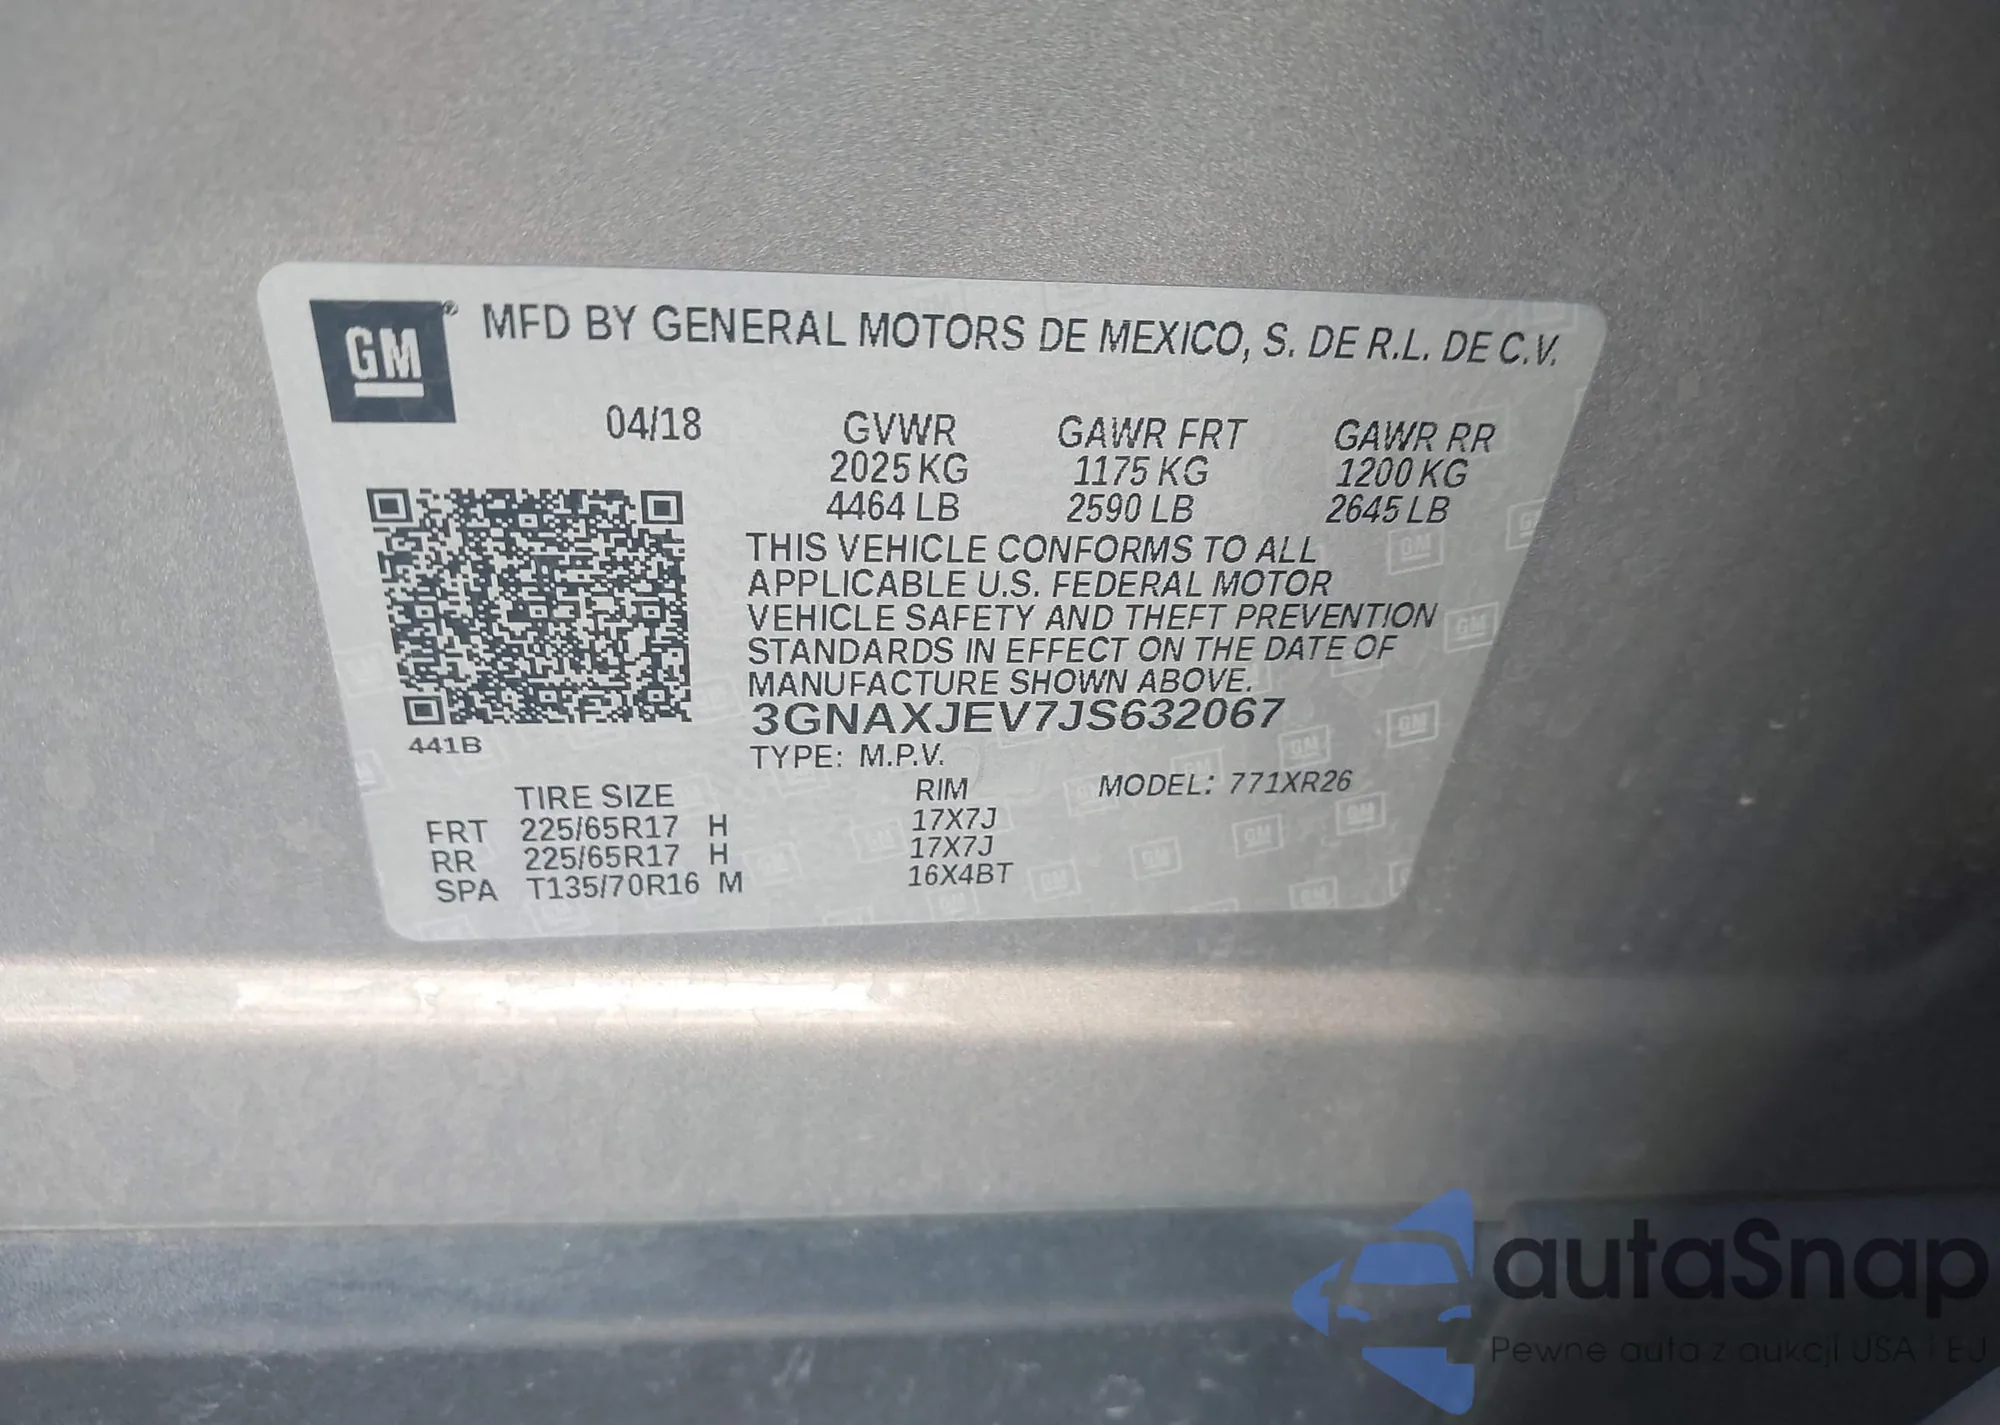 GM® MFD BY GENERAL MOTORS DE MEXICO, S. DE R.L. DE C.V.
04/18 GVWR GAWR FRT GAWR RR
2025 KG 1175 KG 1200 KG
4464 LB 2590 LB 2645 LB
THIS VEHICLE CONFORMS TO ALL
APPLICABLE U.S. FEDERAL MOTOR
VEHICLE SAFETY AND THEFT PREVENTION
STANDARDS IN EFFECT ON THE DATE OF
MANUFACTURE SHOWN ABOVE.
3GNAXJEV7JS632067
441B
TYPE: M.P.V.
TIRE SIZE RIM MODEL: 771XR26
FRT 225/65R17 H 17X7J
RR 225/65R17 H 17X7J
SPA T135/70R16 M 16X4BT
autaSnap
Pewne auta z aukcji USA i EJ